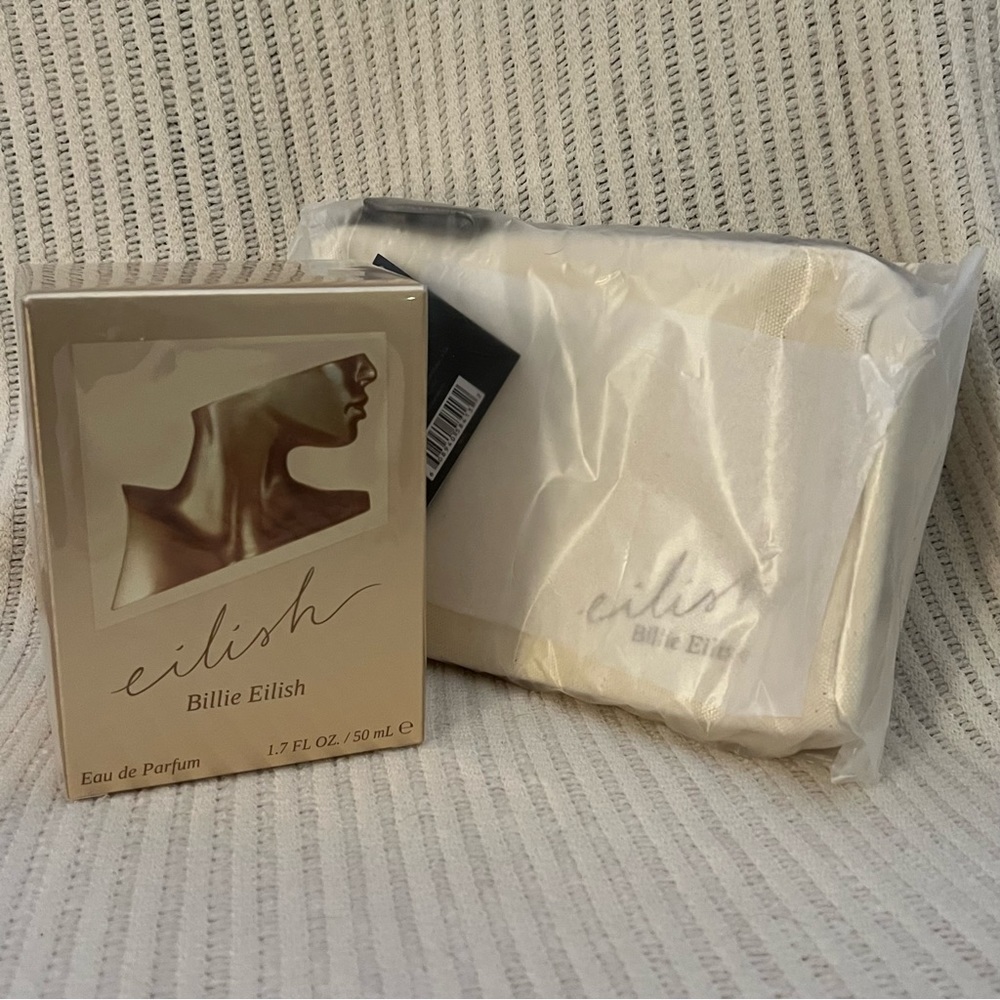 eilish
Billie Eilish
1.7 FL OZ. / 50 mL ℮
Eau de Parfum
eilish
Billie Eilish